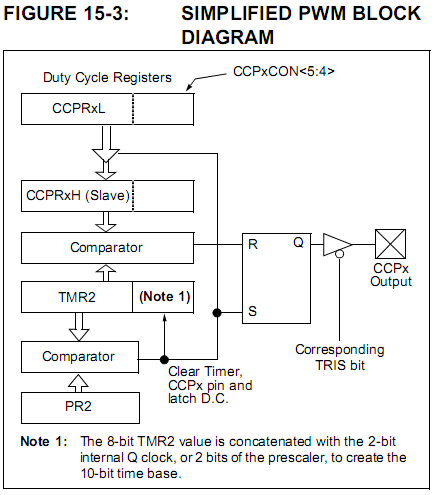 FIGURE 15-3: SIMPLIFIED PWM BLOCK
DIAGRAM
Duty Cycle Registers
CCPxCON<5:4>
CCPRxL
CCPRxH (Slave)
Comparator
R Q
CCPx
Output
TMR2 (Note 1)
S
Comparator
Corresponding
TRIS bit
Clear Timer,
CCPx pin and
latch D.C.
PR2
Note 1: The 8-bit TMR2 value is concatenated with the 2-bit
internal Q clock, or 2 bits of the prescaler, to create the
10-bit time base.